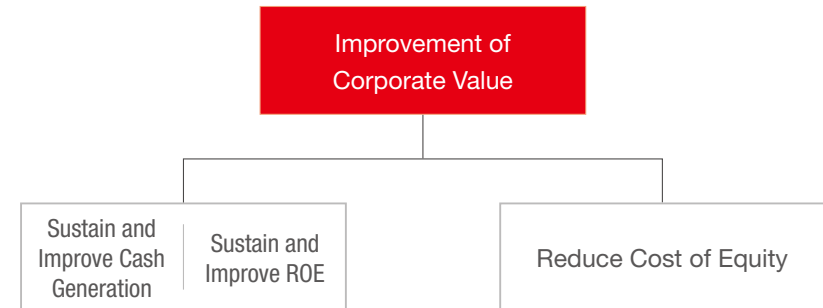 Improvement of
Corporate Value
Sustain and
Improve Cash
Generation
Sustain and
Improve ROE
Reduce Cost of Equity